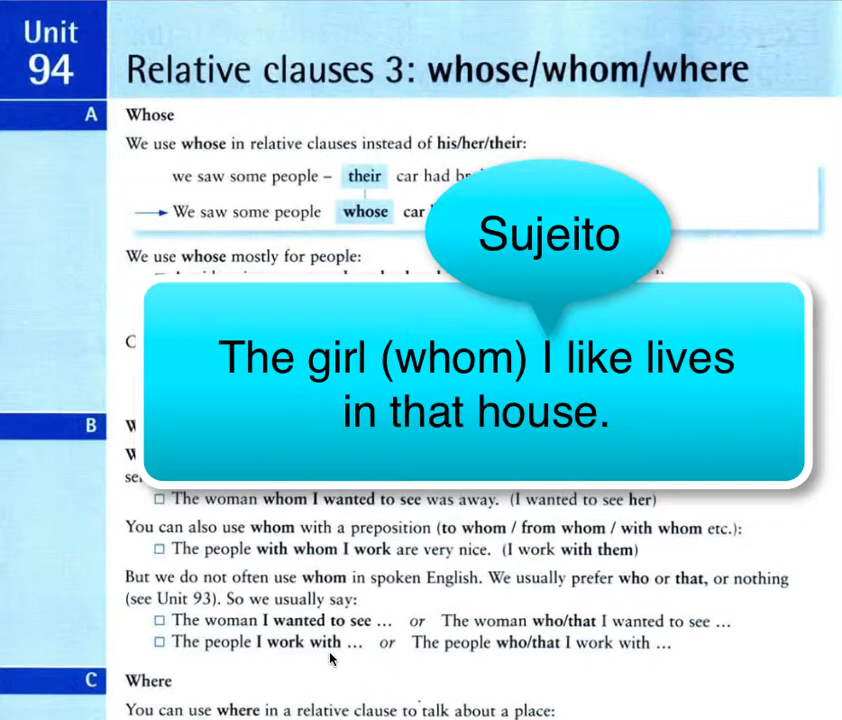 Unit
94
Relative clauses 3: whose/whom/where
A
Whose
We use whose in relative clauses instead of his/her/their:
we saw some people – their car had
We saw some people whose car
We use whose mostly for people:
Sujeito
The girl (whom) I like lives
in that house.
C
B
□ The woman whom I wanted to see was away. (I wanted to see her)
You can also use whom with a preposition (to whom / from whom / with whom etc.):
□ The people with whom I work are very nice. (I work with them)
But we do not often use whom in spoken English. We usually prefer who or that, or nothing
(see Unit 93). So we usually say:
□ The woman I wanted to see ... or The woman who/that I wanted to see ...
□ The people I work with ... or The people who/that I work with ...
C
Where
You can use where in a relative clause to talk about a place: